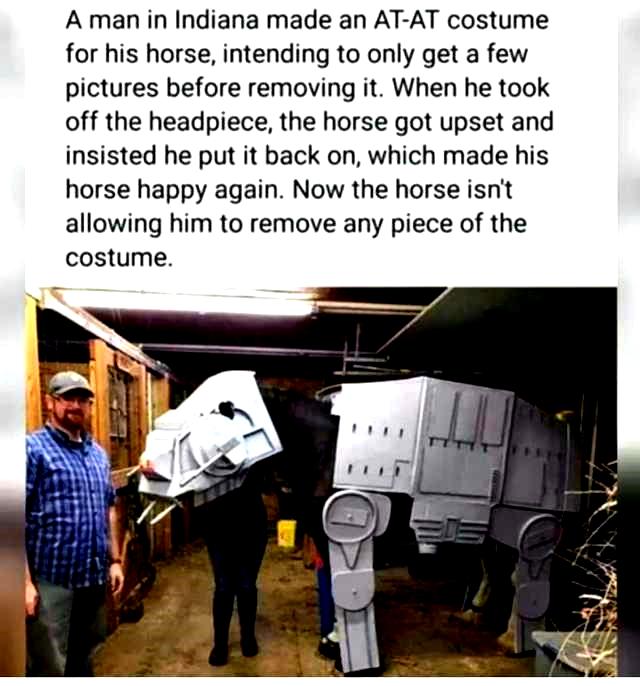 A man in Indiana made an AT-AT costume
for his horse, intending to only get a few
pictures before removing it. When he took
off the headpiece, the horse got upset and
insisted he put it back on, which made his
horse happy again. Now the horse isn't
allowing him to remove any piece of the
costume.